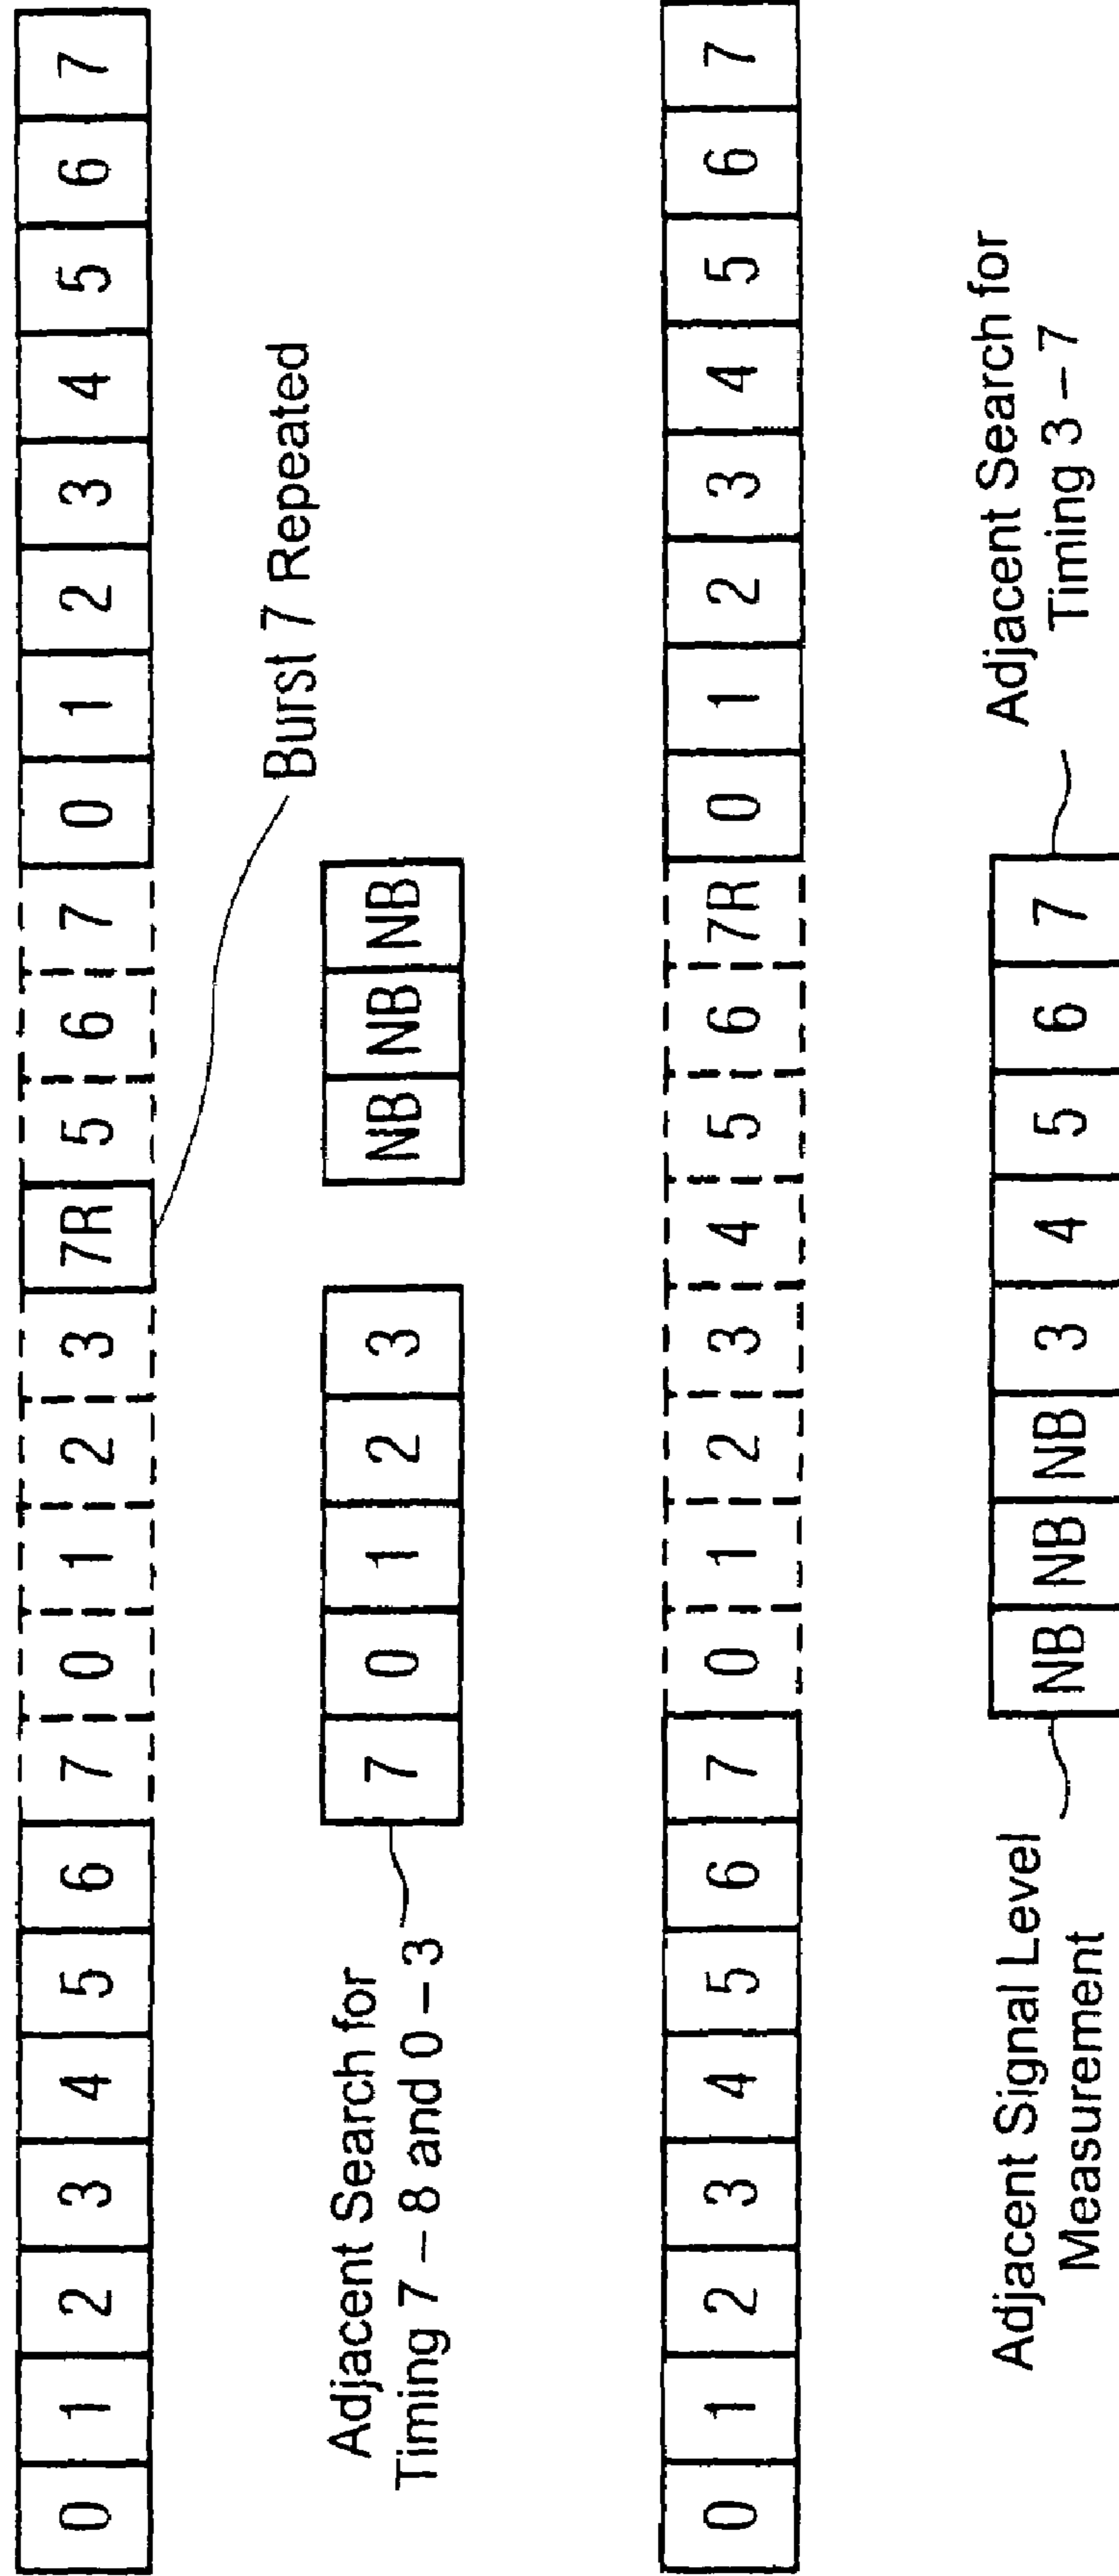 0 1 2 3 4 5 6 7 0 1 2 3 7R 5 6 7 0 1 2 3 4 5 6 7
Burst 7 Repeated
7 0 1 2 3 NB NB NB
Adjacent Search for
Timing 7 – 8 and 0 – 3
0 1 2 3 4 5 6 7 0 1 2 3 4 5 6 7R 0 1 2 3 4 5 6 7
NB NB NB 3 4 5 6 7
Adjacent Signal Level
Measurement
Adjacent Search for
Timing 3 – 7